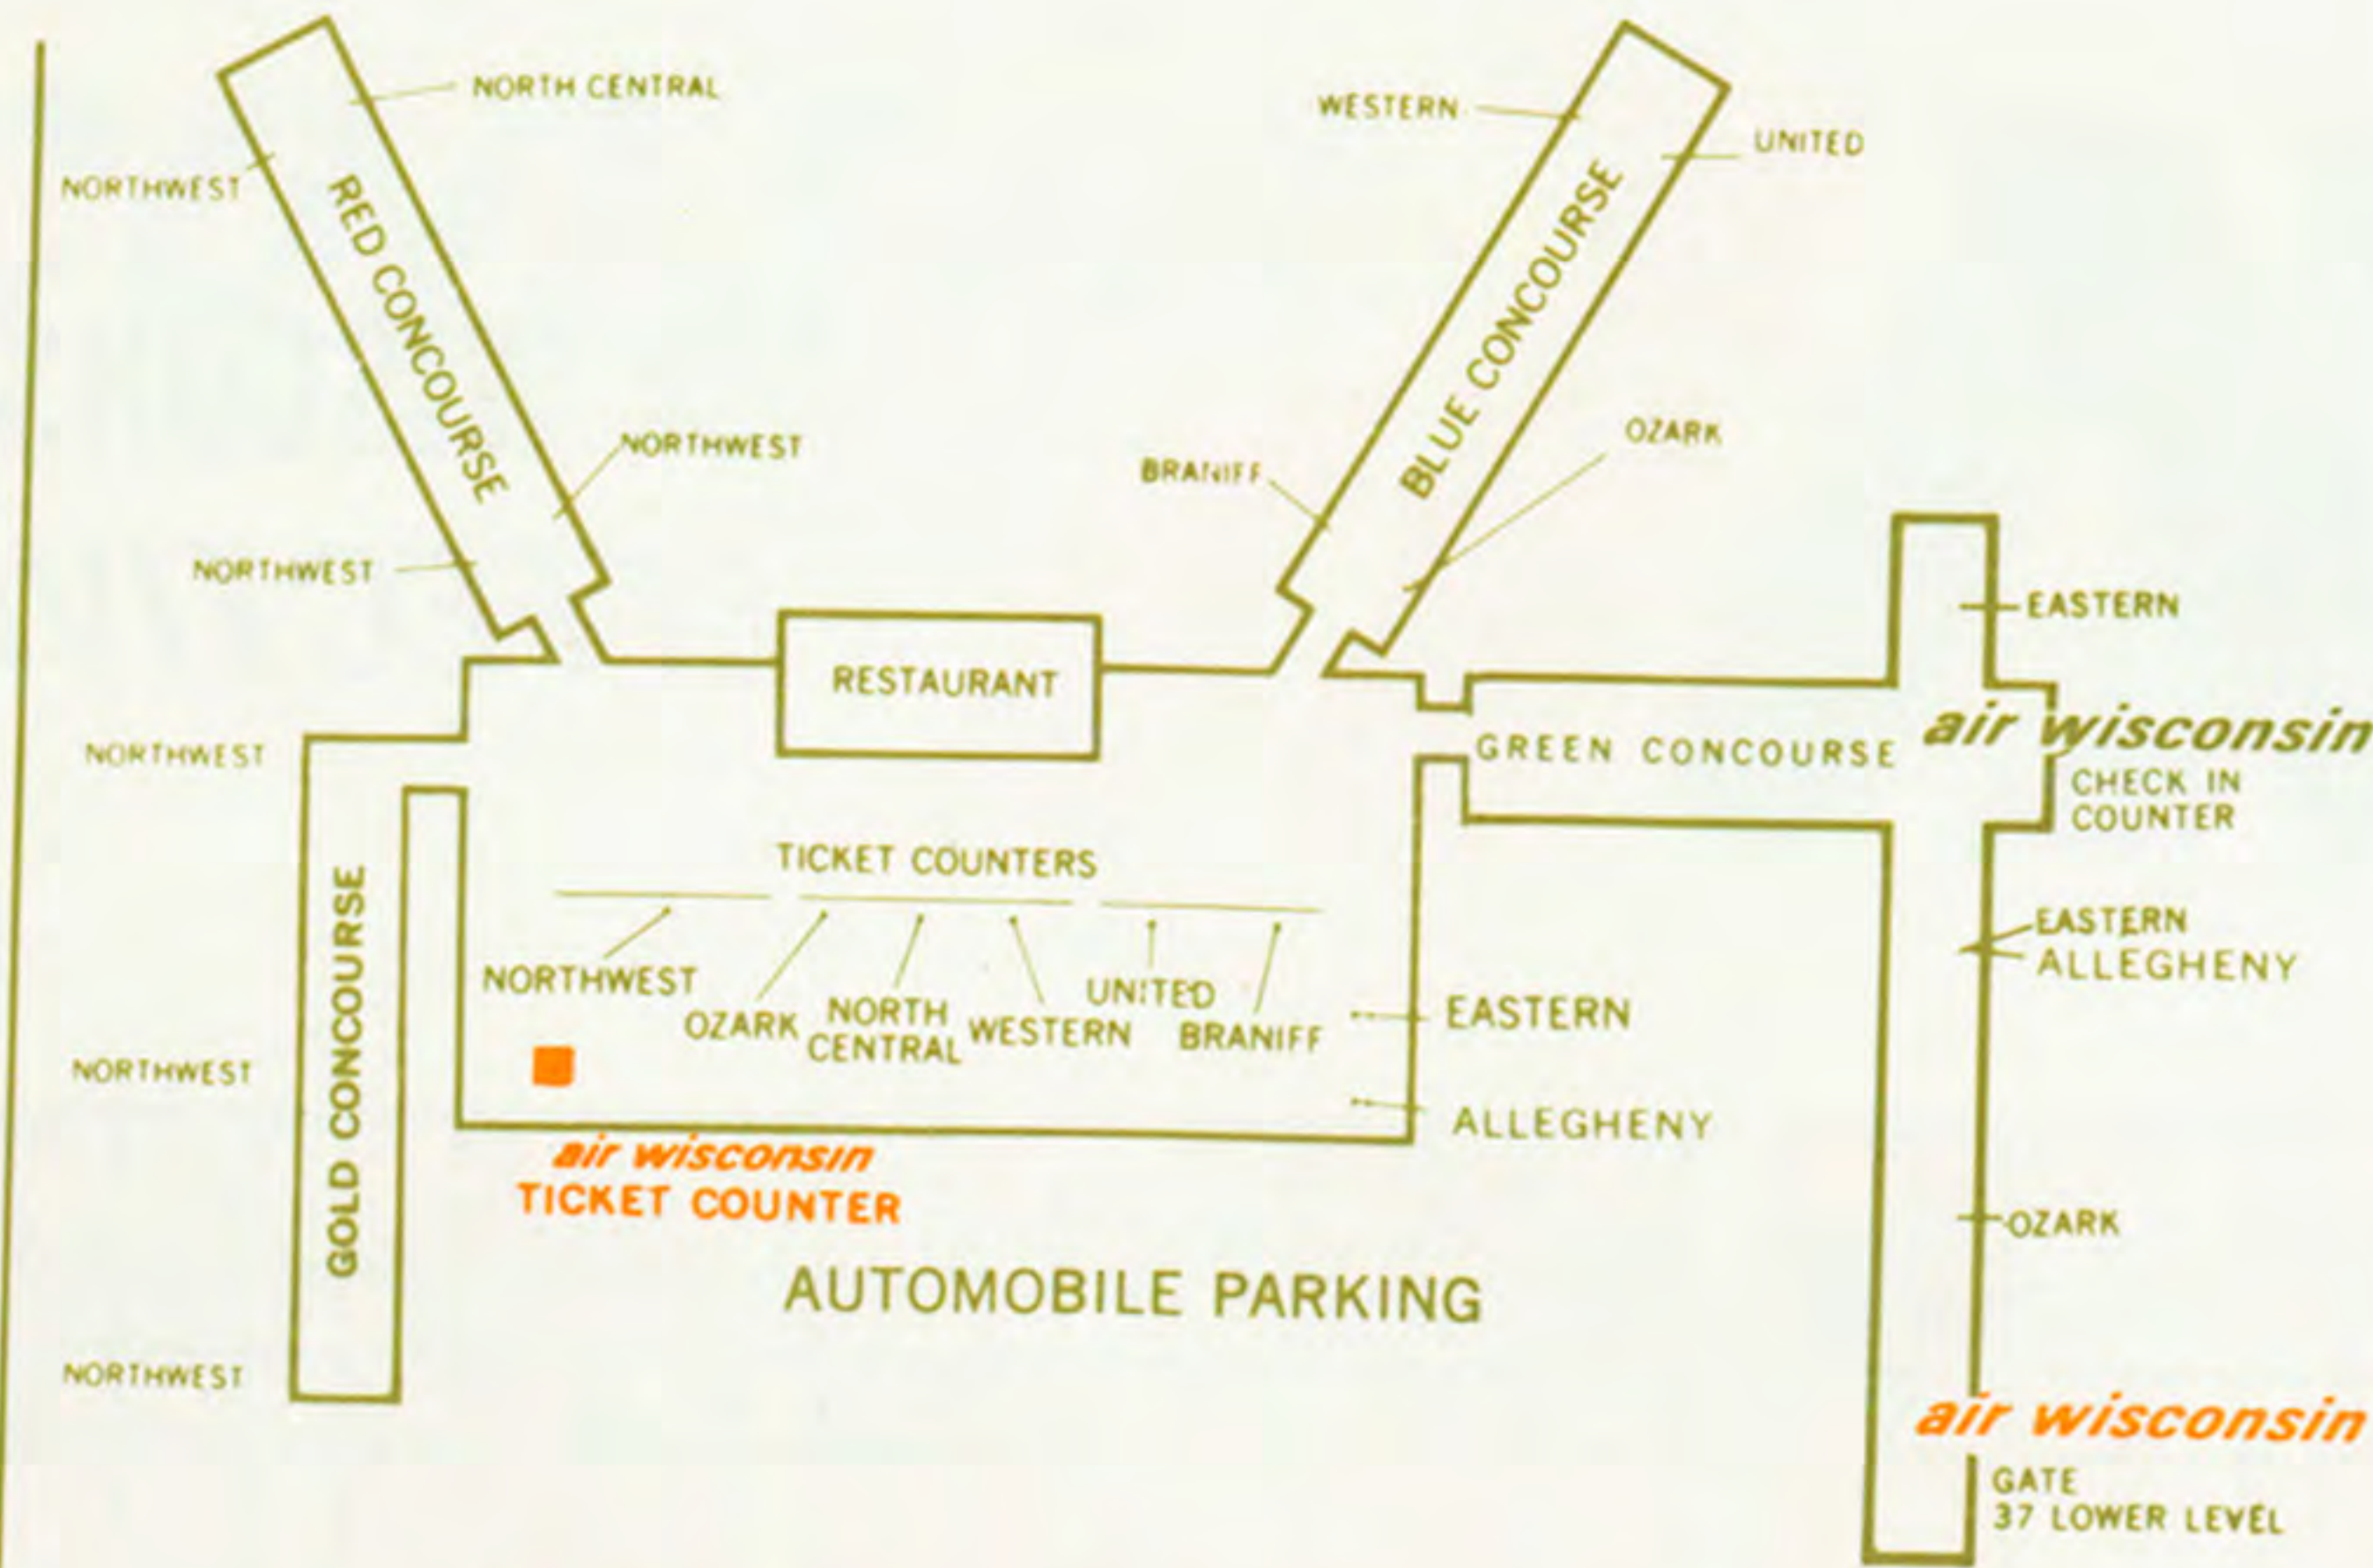 NORTH CENTRAL
WESTERN
UNITED
NORTHWEST
RED CONCOURSE
BLUE CONCOURSE
NORTHWEST
BRANIFF
OZARK
NORTHWEST
EASTERN
RESTAURANT
NORTHWEST
GREEN CONCOURSE
air wisconsin
CHECK IN
COUNTER
TICKET COUNTERS
GOLD CONCOURSE
NORTHWEST
OZARK
NORTH
CENTRAL
WESTERN
UNITED
BRANIFF
EASTERN
ALLEGHENY
EASTERN
ALLEGHENY
NORTHWEST
air wisconsin
TICKET COUNTER
OZARK
AUTOMOBILE PARKING
NORTHWEST
air wisconsin
GATE
37 LOWER LEVEL